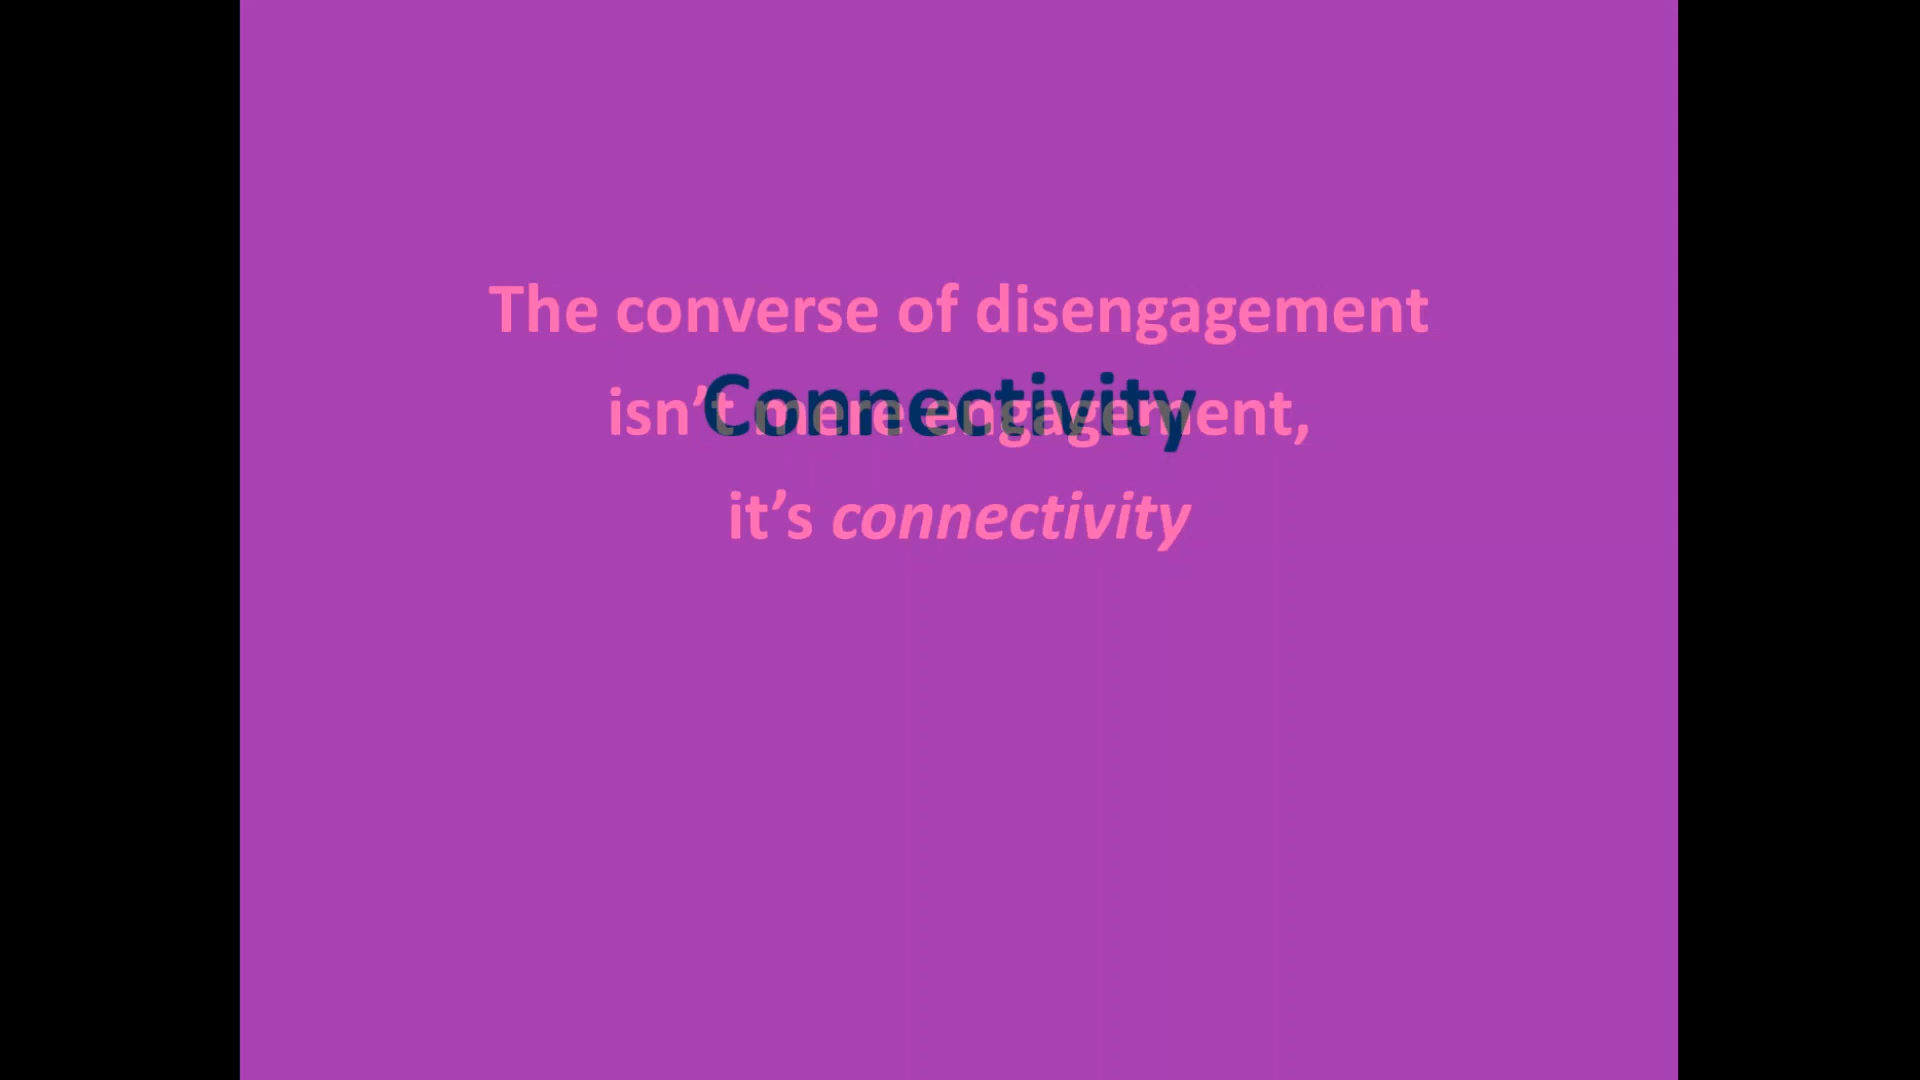 The converse of disengagement
isn’t mere engagement,
Connectivity
it’s connectivity